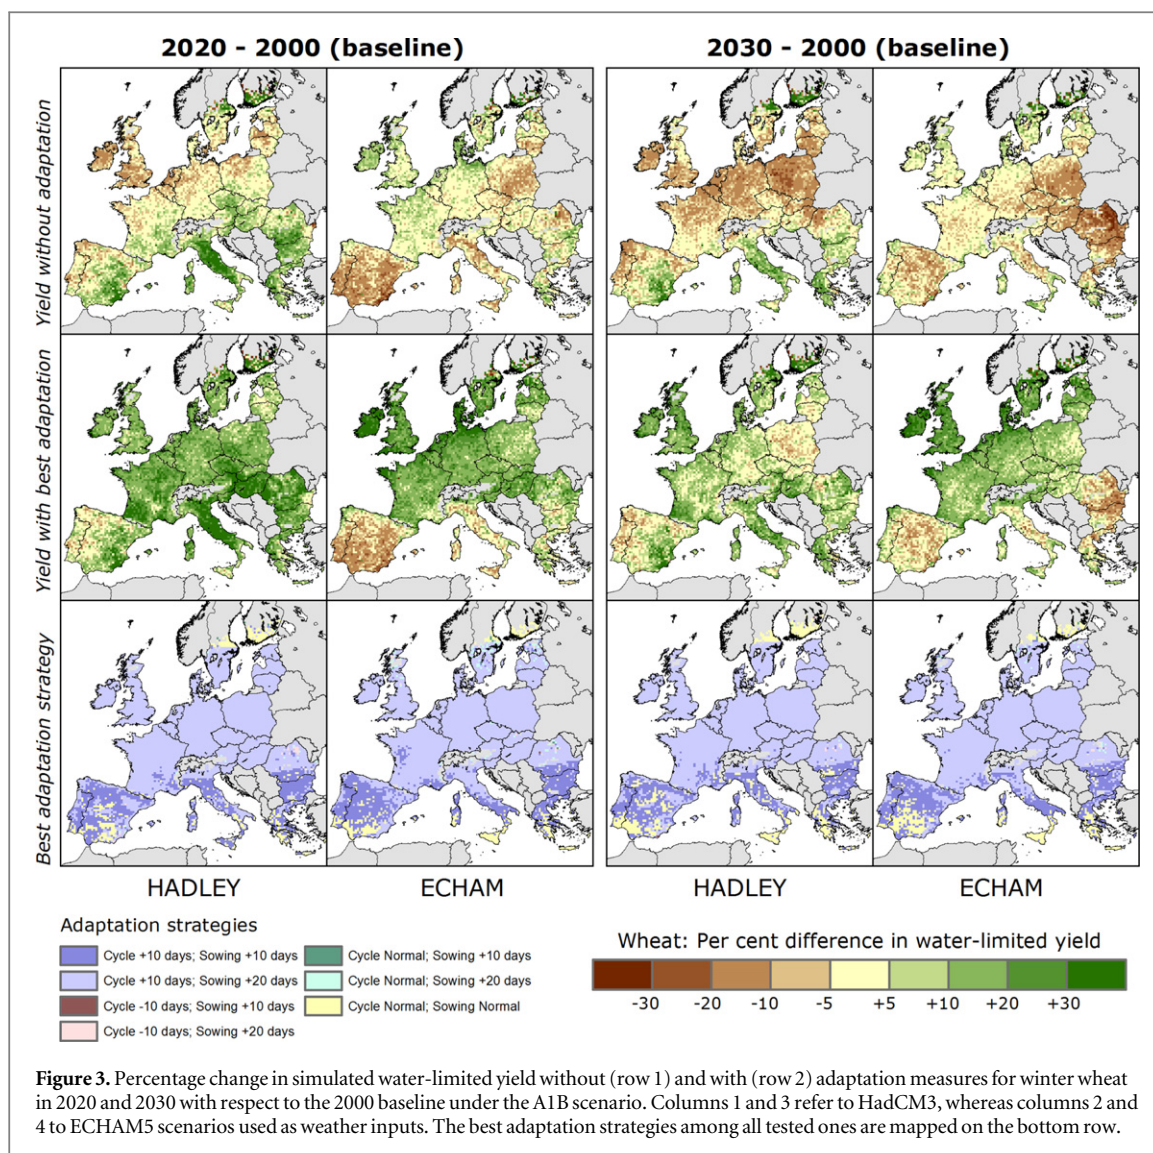 2020 - 2000 (baseline)
2030 - 2000 (baseline)
Yield without adaptation
Yield with best adaptation
Best adaptation strategy
HADLEY
ECHAM
HADLEY
ECHAM
Adaptation strategies
Cycle +10 days; Sowing +10 days
Cycle +10 days; Sowing +20 days
Cycle -10 days; Sowing +10 days
Cycle -10 days; Sowing +20 days
Cycle Normal; Sowing +10 days
Cycle Normal; Sowing +20 days
Cycle Normal; Sowing Normal
Wheat: Per cent difference in water-limited yield
-30 -20 -10 -5 +5 +10 +20 +30
Figure 3. Percentage change in simulated water-limited yield without (row 1) and with (row 2) adaptation measures for winter wheat
in 2020 and 2030 with respect to the 2000 baseline under the A1B scenario. Columns 1 and 3 refer to HadCM3, whereas columns 2 and
4 to ECHAM5 scenarios used as weather inputs. The best adaptation strategies among all tested ones are mapped on the bottom row.